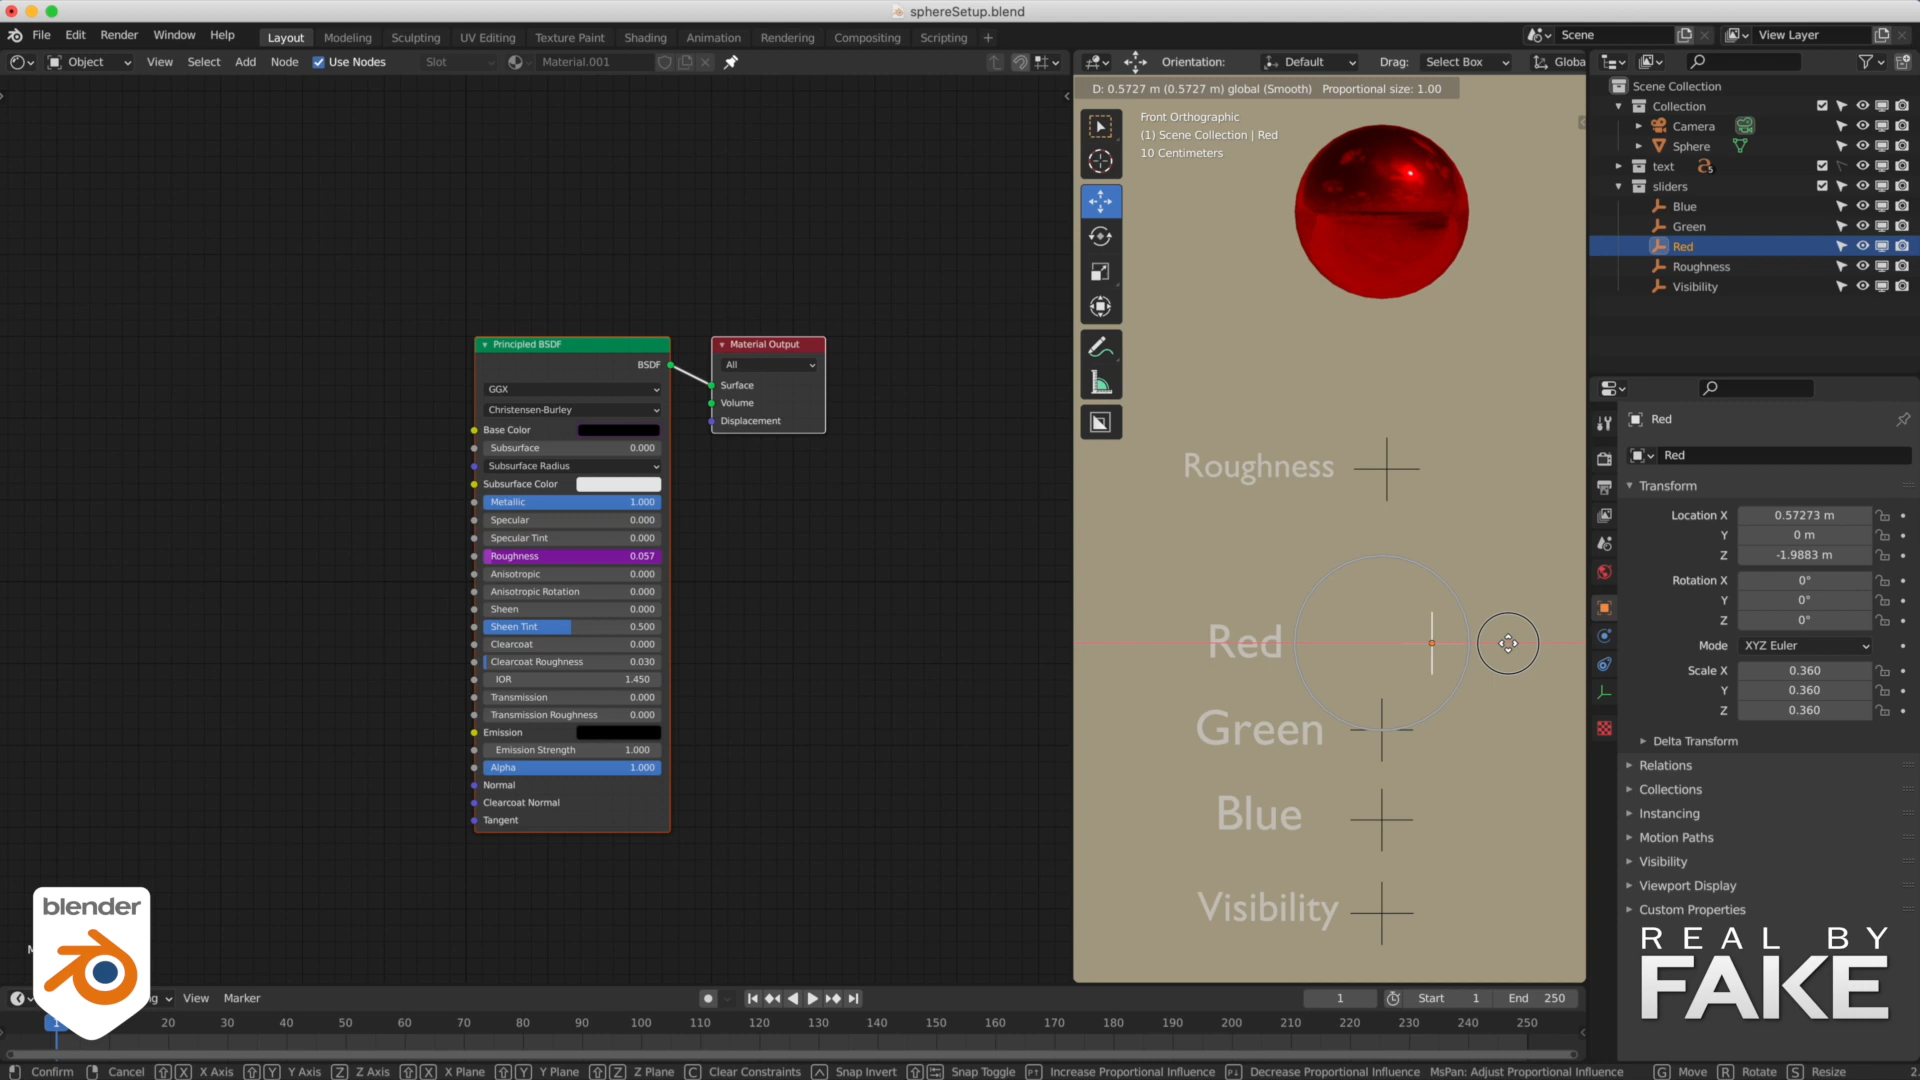 sphereSetup.blend
File Edit Render Window Help Layout Modeling Sculpting UV Editing Texture Paint Shading Animation Rendering Compositing Scripting + Scene View Layer
Object View Select Add Node Use Nodes Slot Material.001 Orientation: Default Drag: Select Box Globa
D: 0.5727 m (0.5727 m) global (Smooth) Proportional size: 1.00
Front Orthographic
(1) Scene Collection | Red
10 Centimeters
Scene Collection
Collection
Camera
Sphere
text 5
sliders
Blue
Green
Red
Roughness
Visibility
Principled BSDF
BSDF
GGX
Christensen-Burley
Base Color
Subsurface 0.000
Subsurface Radius
Subsurface Color
Metallic 1.000
Specular 0.000
Specular Tint 0.000
Roughness 0.057
Anisotropic 0.000
Anisotropic Rotation 0.000
Sheen 0.000
Sheen Tint 0.500
Clearcoat 0.000
Clearcoat Roughness 0.030
IOR 1.450
Transmission 0.000
Transmission Roughness 0.000
Emission
Emission Strength 1.000
Alpha 1.000
Normal
Clearcoat Normal
Tangent
Material Output
All
Surface
Volume
Displacement
Roughness
Red
Green
Blue
Visibility
Red
Red
Transform
Location X 0.57273 m
Y 0 m
Z -1.9883 m
Rotation X 0°
Y 0°
Z 0°
Mode XYZ Euler
Scale X 0.360
Y 0.360
Z 0.360
Delta Transform
Relations
Collections
Instancing
Motion Paths
Visibility
Viewport Display
Custom Properties
blender
REAL BY
FAKE
View Marker 1 Start 1 End 250
1 20 30 40 50 60 70 80 90 100 110 120 130 140 150 160 170 180 190 200 210 220 230 240 250
Confirm Cancel X X Axis Y Y Axis Z Z Axis X X Plane Y Y Plane Z Z Plane C Clear Constraints Snap Invert Snap Toggle Increase Proportional Influence Decrease Proportional Influence MsPan: Adjust Proportional Influence G Move R Rotate S Resize 2